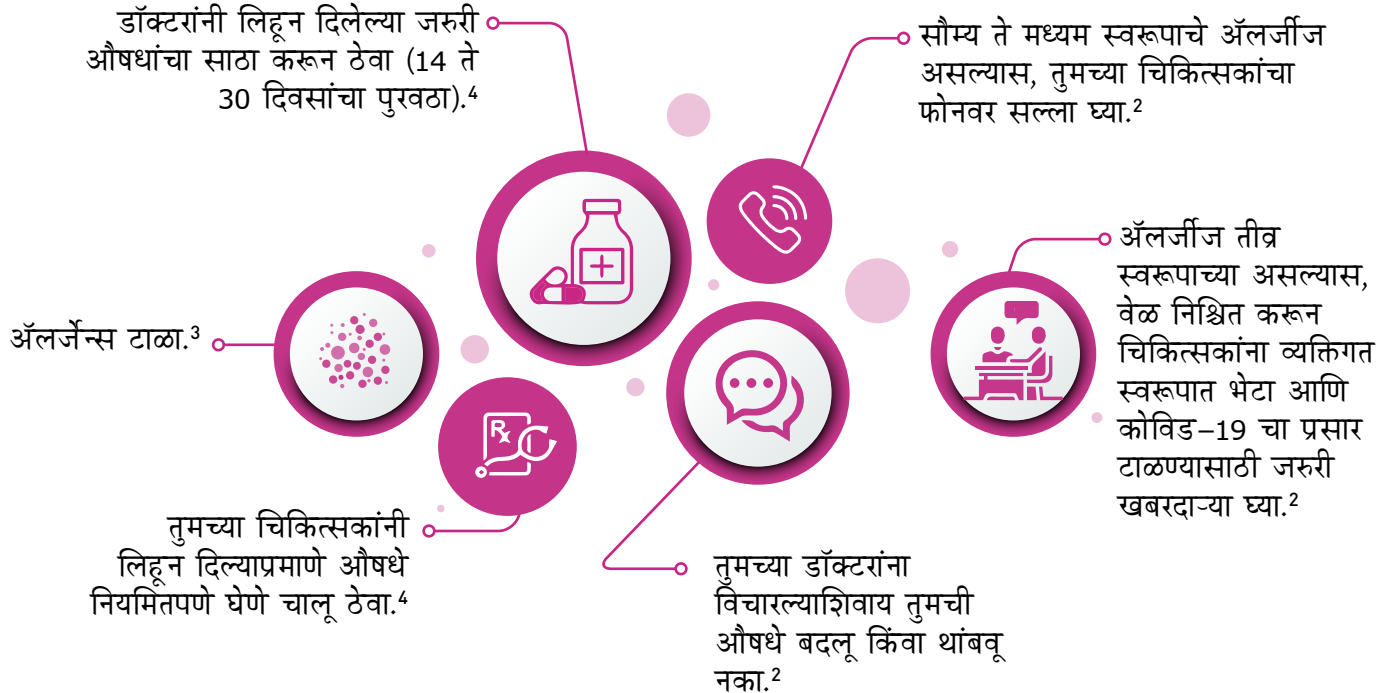 डॉक्टरांनी लिहून दिलेल्या जरुरी
औषधांचा साठा करून ठेवा (14 ते
30 दिवसांचा पुरवठा).⁴
सौम्य ते मध्यम स्वरूपाचे ॲलर्जीज
असल्यास, तुमच्या चिकित्सकांचा
फोनवर सल्ला घ्या.²
ॲलर्जीज तीव्र
स्वरूपाच्या असल्यास,
वेळ निश्चित करून
चिकित्सकांना व्यक्तिगत
स्वरूपात भेटा आणि
कोविड–19 चा प्रसार
टाळण्यासाठी जरुरी
खबरदाऱ्या घ्या.²
ॲलर्जेन्स टाळा.³
Rx
तुमच्या चिकित्सकांनी
लिहून दिल्याप्रमाणे औषधे
नियमितपणे घेणे चालू ठेवा.⁴
तुमच्या डॉक्टरांना
विचारल्याशिवाय तुमची
औषधे बदलू किंवा थांबवू
नका.²